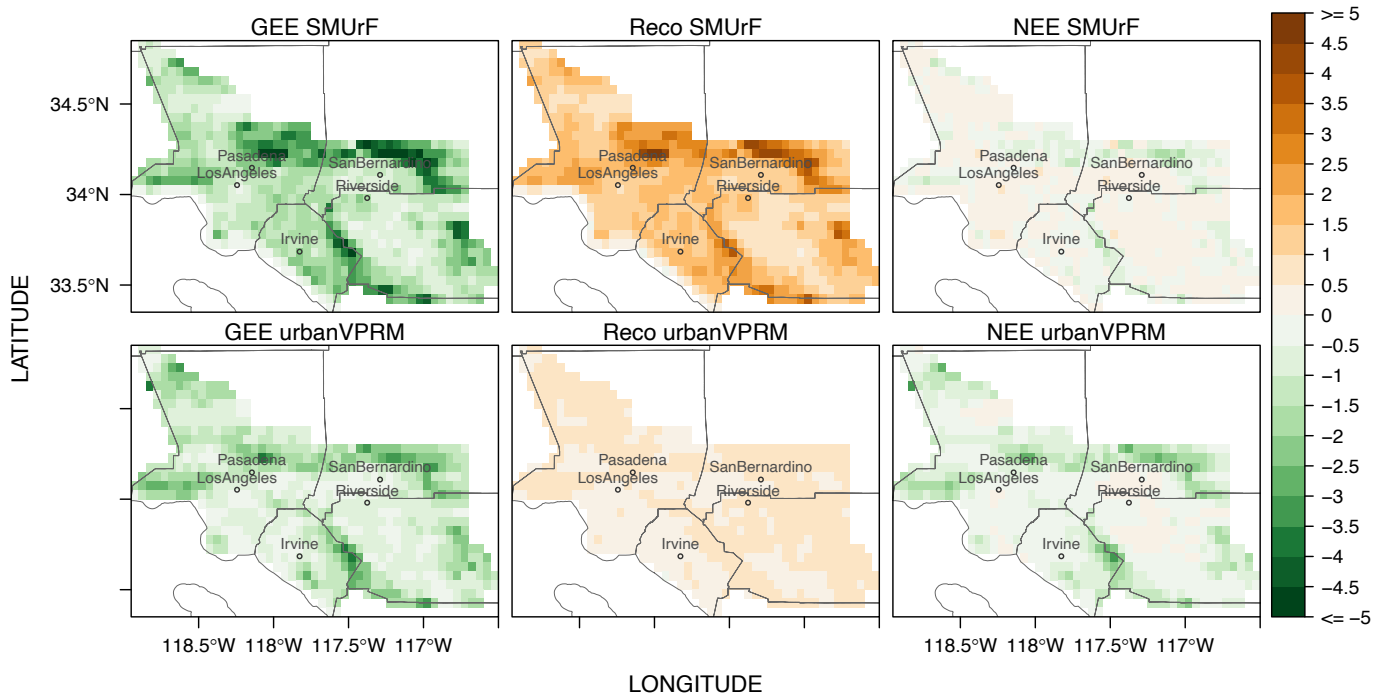 GEE SMUrF
Reco SMUrF
NEE SMUrF
Pasadena
LosAngeles
SanBernardino
Riverside
Irvine
Pasadena
LosAngeles
SanBernardino
Riverside
Irvine
Pasadena
LosAngeles
SanBernardino
Riverside
Irvine
34.5°N
34°N
33.5°N
LATITUDE
GEE urbanVPRM
Reco urbanVPRM
NEE urbanVPRM
Pasadena
LosAngeles
SanBernardino
Riverside
Irvine
Pasadena
LosAngeles
SanBernardino
Riverside
Irvine
Pasadena
LosAngeles
SanBernardino
Riverside
Irvine
118.5°W 118°W 117.5°W 117°W
118.5°W 118°W 117.5°W 117°W
LONGITUDE
>= 5
4.5
4
3.5
3
2.5
2
1.5
1
0.5
0
−0.5
−1
−1.5
−2
−2.5
−3
−3.5
−4
−4.5
<= −5